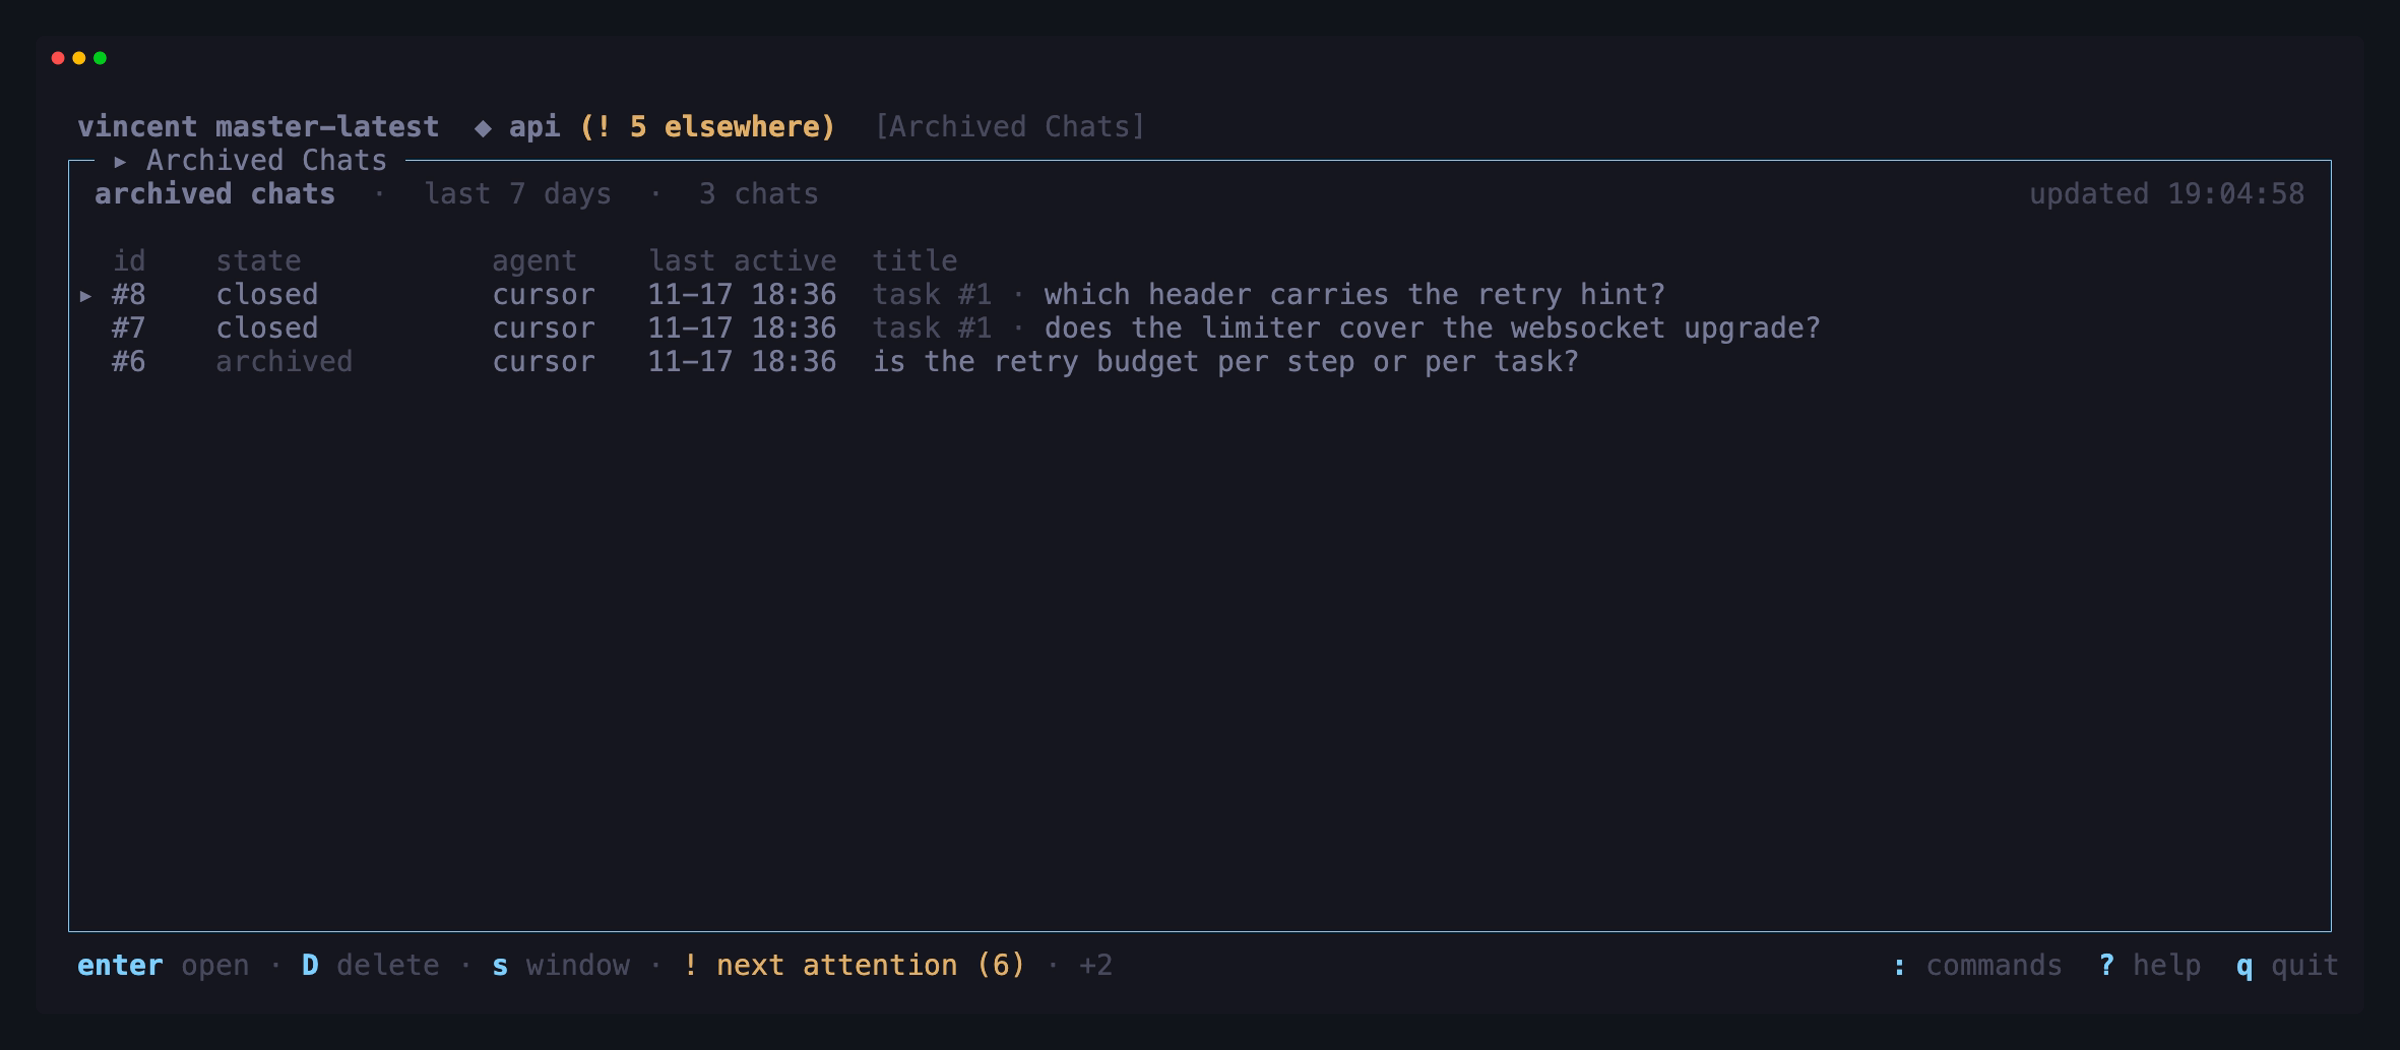 vincent master-latest ◆ api (! 5 elsewhere) [Archived Chats]
▸ Archived Chats
archived chats · last 7 days · 3 chats updated 19:04:58
id state agent last active title
▸ #8 closed cursor 11-17 18:36 task #1 · which header carries the retry hint?
#7 closed cursor 11-17 18:36 task #1 · does the limiter cover the websocket upgrade?
#6 archived cursor 11-17 18:36 is the retry budget per step or per task?
enter open · D delete · s window · ! next attention (6) · +2 : commands ? help q quit